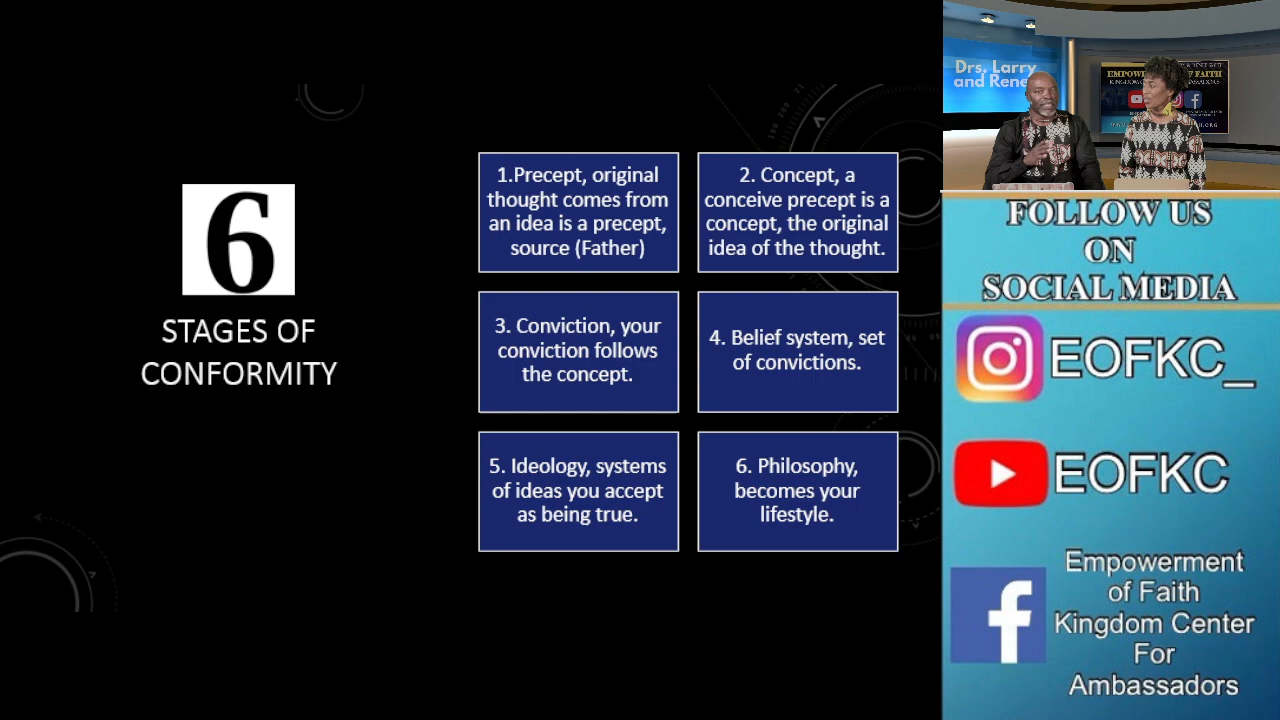 6
STAGES OF
CONFORMITY
1.Precept, original
thought comes from
an idea is a precept,
source (Father)
2. Concept, a
conceive precept is a
concept, the original
idea of the thought.
3. Conviction, your
conviction follows
the concept.
4. Belief system, set
of convictions.
5. Ideology, systems
of ideas you accept
as being true.
6. Philosophy,
becomes your
lifestyle.
Drs. Larry
and Rene
FOLLOW US
ON
SOCIAL MEDIA
EOFKC_
EOFKC
Empowerment
of Faith
Kingdom Center
For
Ambassadors